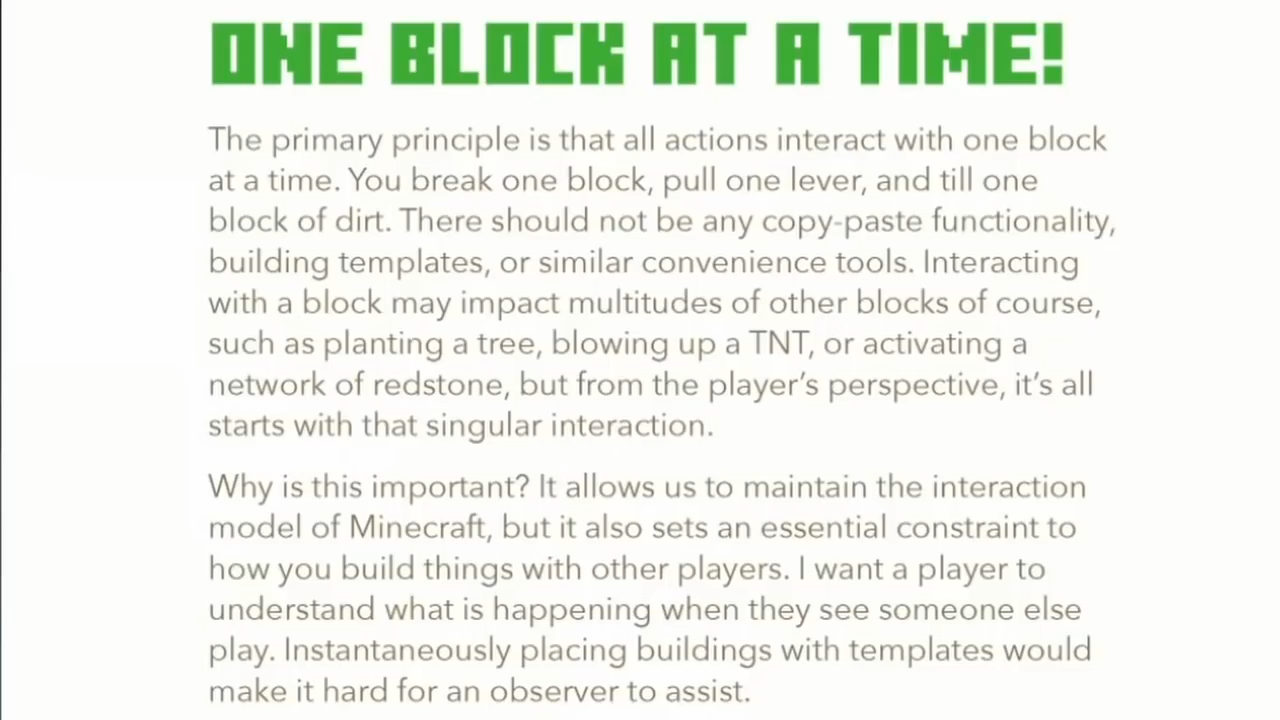 ONE BLOCK AT A TIME!
The primary principle is that all actions interact with one block
at a time. You break one block, pull one lever, and till one
block of dirt. There should not be any copy-paste functionality,
building templates, or similar convenience tools. Interacting
with a block may impact multitudes of other blocks of course,
such as planting a tree, blowing up a TNT, or activating a
network of redstone, but from the player’s perspective, it’s all
starts with that singular interaction.
Why is this important? It allows us to maintain the interaction
model of Minecraft, but it also sets an essential constraint to
how you build things with other players. I want a player to
understand what is happening when they see someone else
play. Instantaneously placing buildings with templates would
make it hard for an observer to assist.